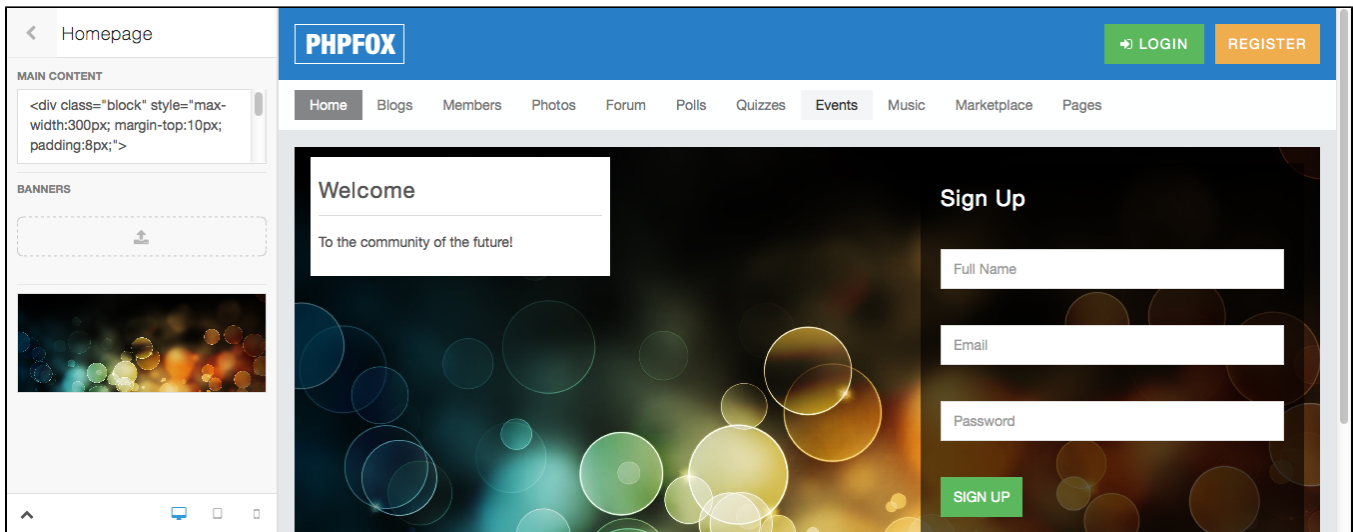 Homepage
MAIN CONTENT
<div class="block" style="max-
width:300px; margin-top:10px;
padding:8px;">
BANNERS
PHPFOX
LOGIN
REGISTER
Home Blogs Members Photos Forum Polls Quizzes Events Music Marketplace Pages
Welcome
To the community of the future!
Sign Up
Full Name
Email
Password
SIGN UP